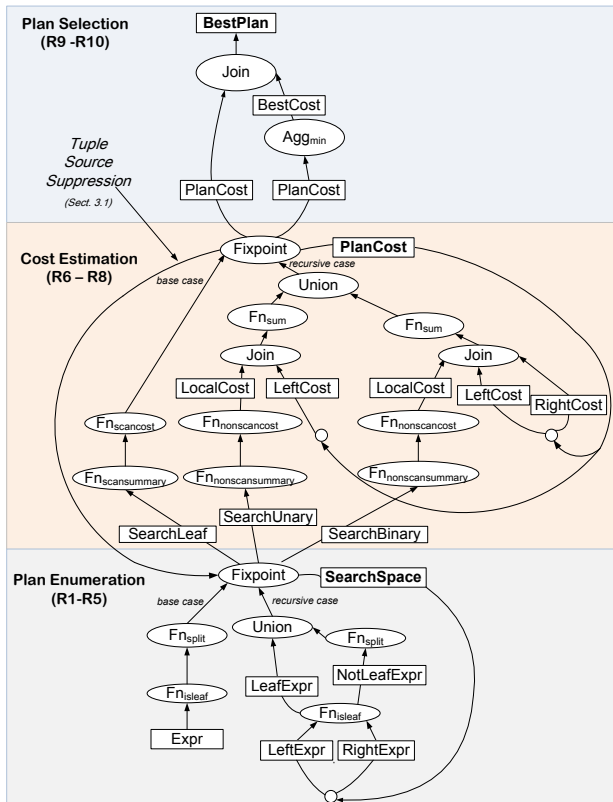 Plan Selection
(R9 -R10)
BestPlan
Join
BestCost
Aggmin
PlanCost
PlanCost
Tuple
Source
Suppression
(Sect. 3.1)
Cost Estimation
(R6 – R8)
Fixpoint
PlanCost
base case
recursive case
Union
Fnsum
Fnsum
Join
Join
LocalCost
LeftCost
LocalCost
LeftCost
RightCost
Fnscancost
Fnnonscancost
Fnnonscancost
Fnscansummary
Fnnonscansummary
Fnnonscansummary
SearchLeaf
SearchUnary
SearchBinary
Plan Enumeration
(R1-R5)
Fixpoint
SearchSpace
base case
recursive case
Fnsplit
Union
Fnsplit
LeafExpr
NotLeafExpr
Fnisleaf
Fnisleaf
Expr
LeftExpr
RightExpr